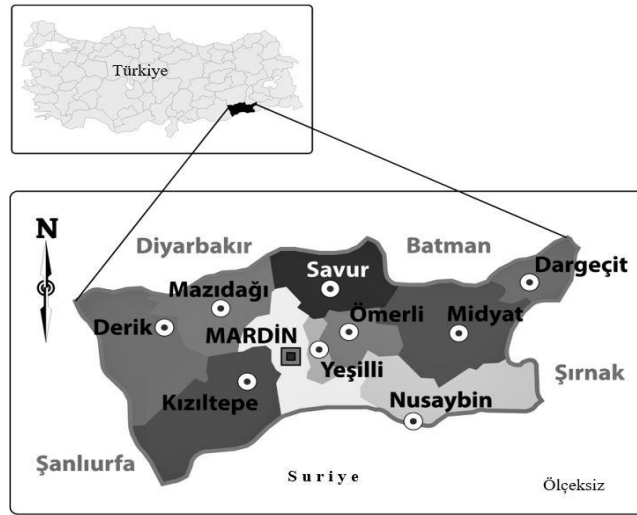 Türkiye
N
Diyarbakır
Batman
Savur
Dargeçit
Mazıdağı
Ömerli
Midyat
Derik
MARDİN
Yeşilli
Şırnak
Kızıltepe
Nusaybin
Şanlıurfa
Suriye
Ölçeksiz